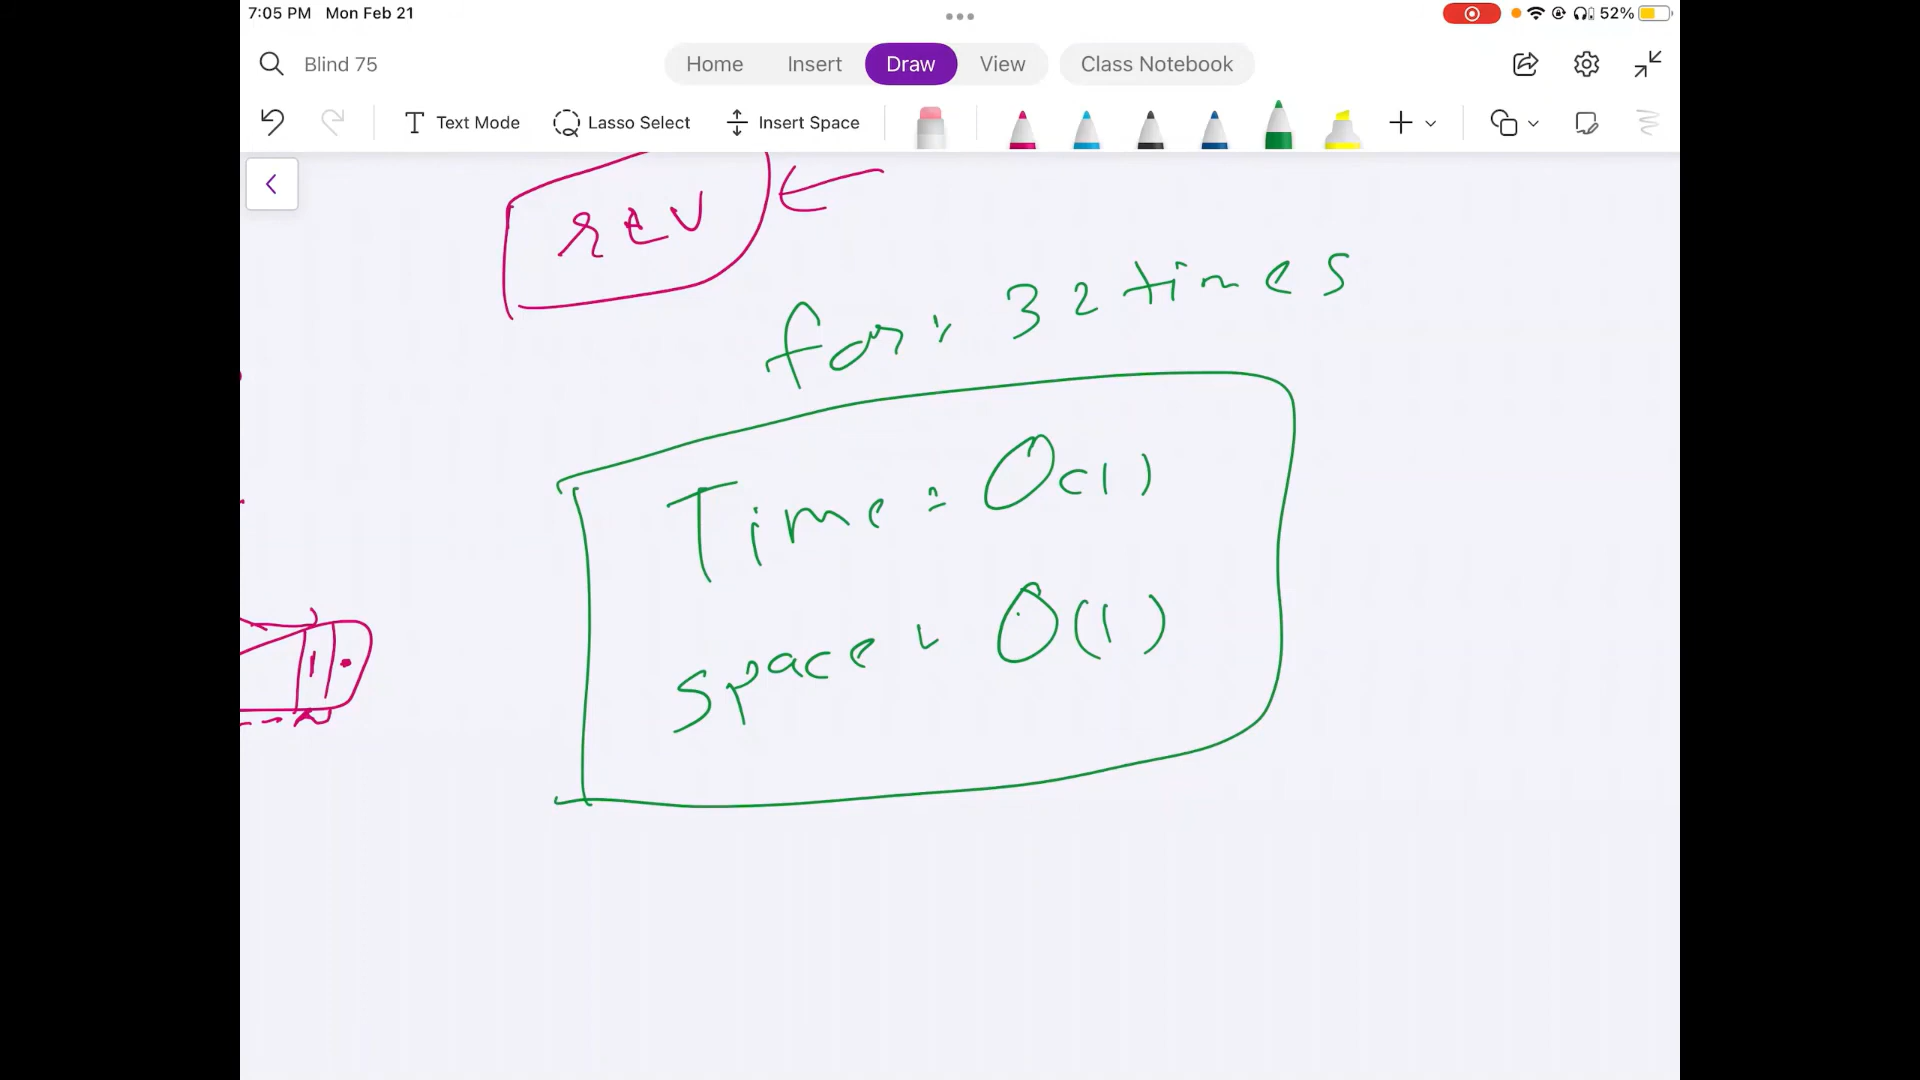 7:05 PM Mon Feb 21
52%
Blind 75
Home Insert Draw View Class Notebook
Text Mode Lasso Select Insert Space
rev
for: 32 times
Time: O(1)
Space: O(1)